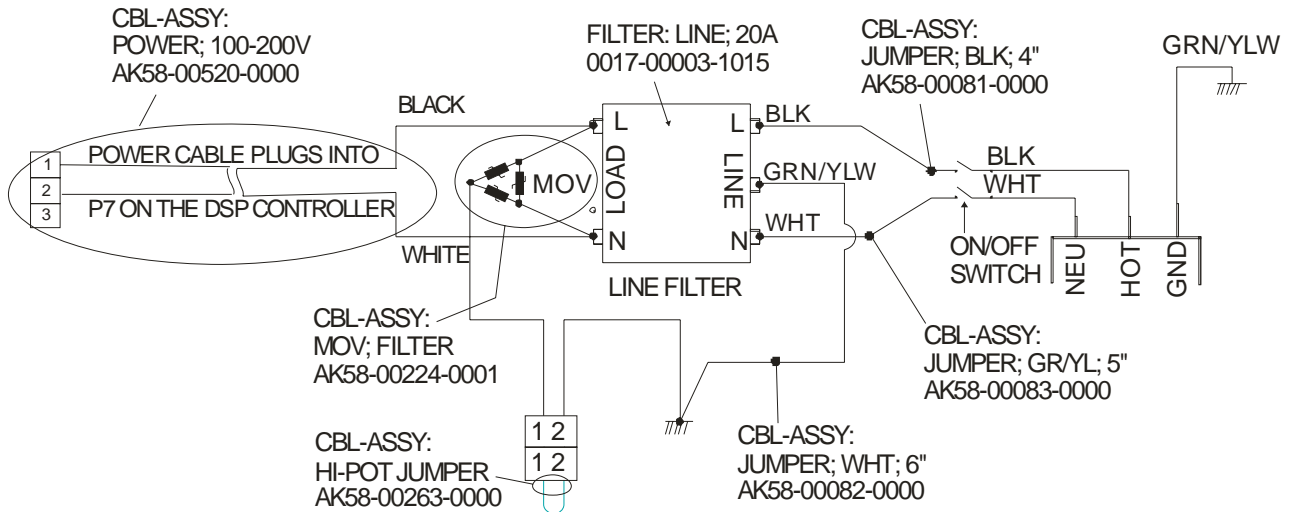 CBL-ASSY:
POWER; 100-200V
AK58-00520-0000
FILTER: LINE; 20A
0017-00003-1015
CBL-ASSY:
JUMPER; BLK; 4"
AK58-00081-0000
GRN/YLW
BLACK
1
POWER CABLE PLUGS INTO
2
P7 ON THE DSP CONTROLLER
3
WHITE
MOV
L
LOAD
N
L
LINE
N
LINE FILTER
BLK
GRN/YLW
WHT
BLK
WHT
ON/OFF
SWITCH
NEU
HOT
GND
CBL-ASSY:
MOV; FILTER
AK58-00224-0001
CBL-ASSY:
JUMPER; GR/YL; 5"
AK58-00083-0000
1 2
1 2
CBL-ASSY:
HI-POT JUMPER
AK58-00263-0000
CBL-ASSY:
JUMPER; WHT; 6"
AK58-00082-0000